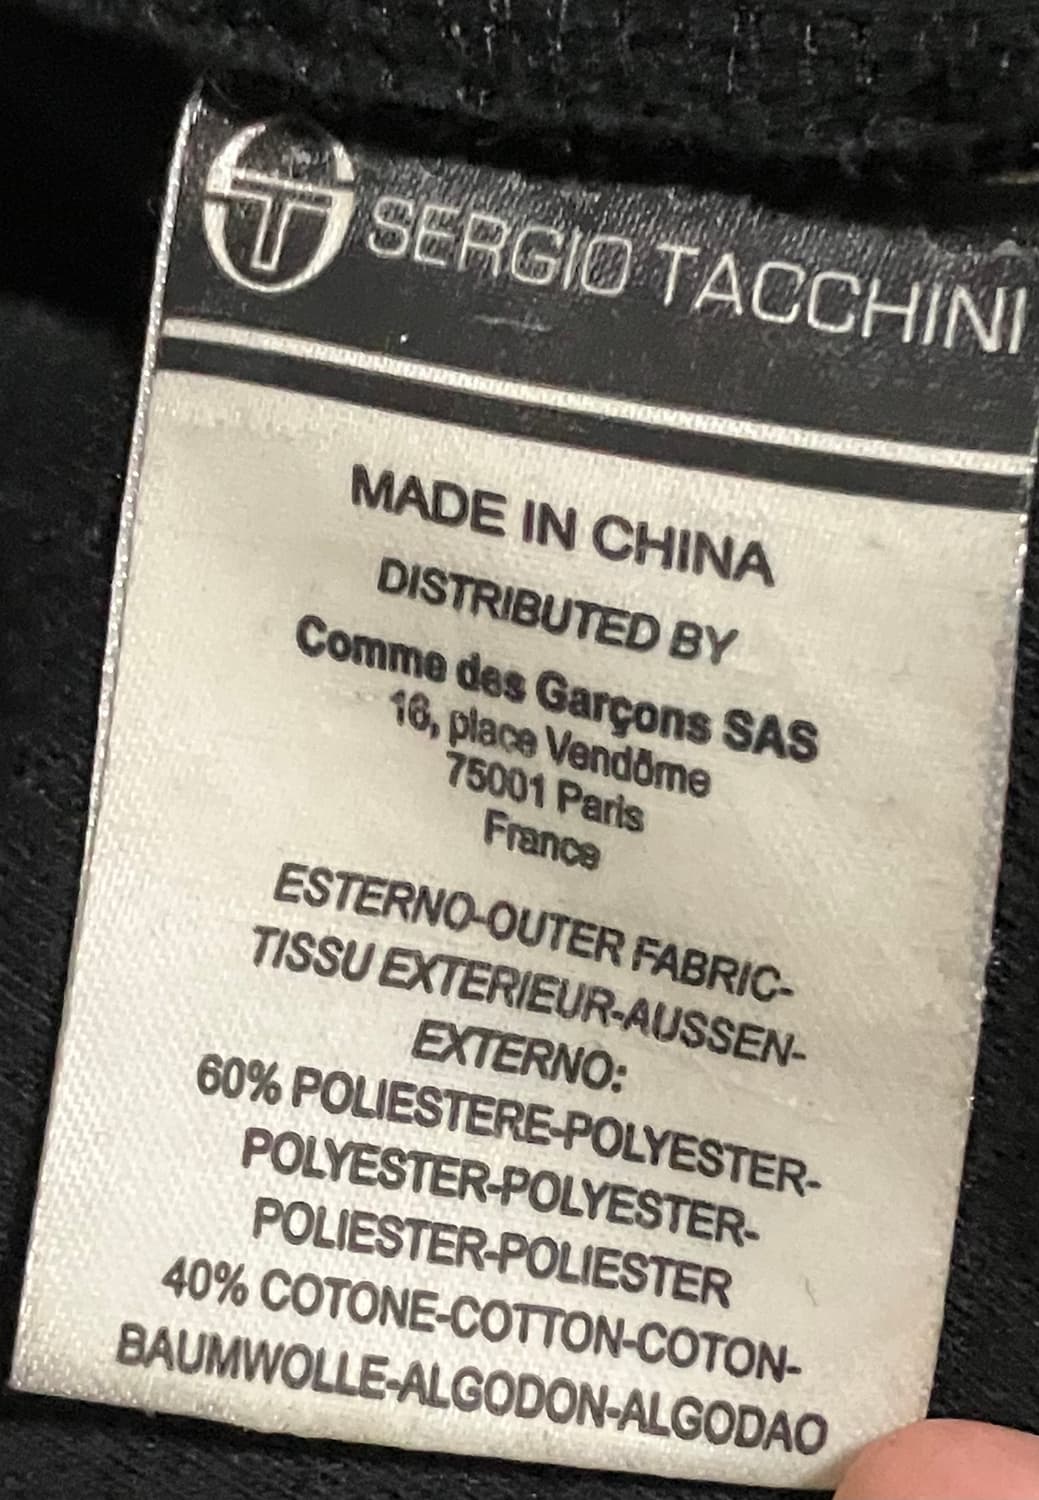 SERGIO TACCHINI
MADE IN CHINA
DISTRIBUTED BY
Comme des Garçons SAS
16, place Vendôme
75001 Paris
France
ESTERNO-OUTER FABRIC-
TISSU EXTERIEUR-AUSSEN-
EXTERNO:
60% POLIESTERE-POLYESTER-
POLYESTER-POLYESTER-
POLIESTER-POLIESTER
40% COTONE-COTTON-COTON-
BAUMWOLLE-ALGODON-ALGODAO